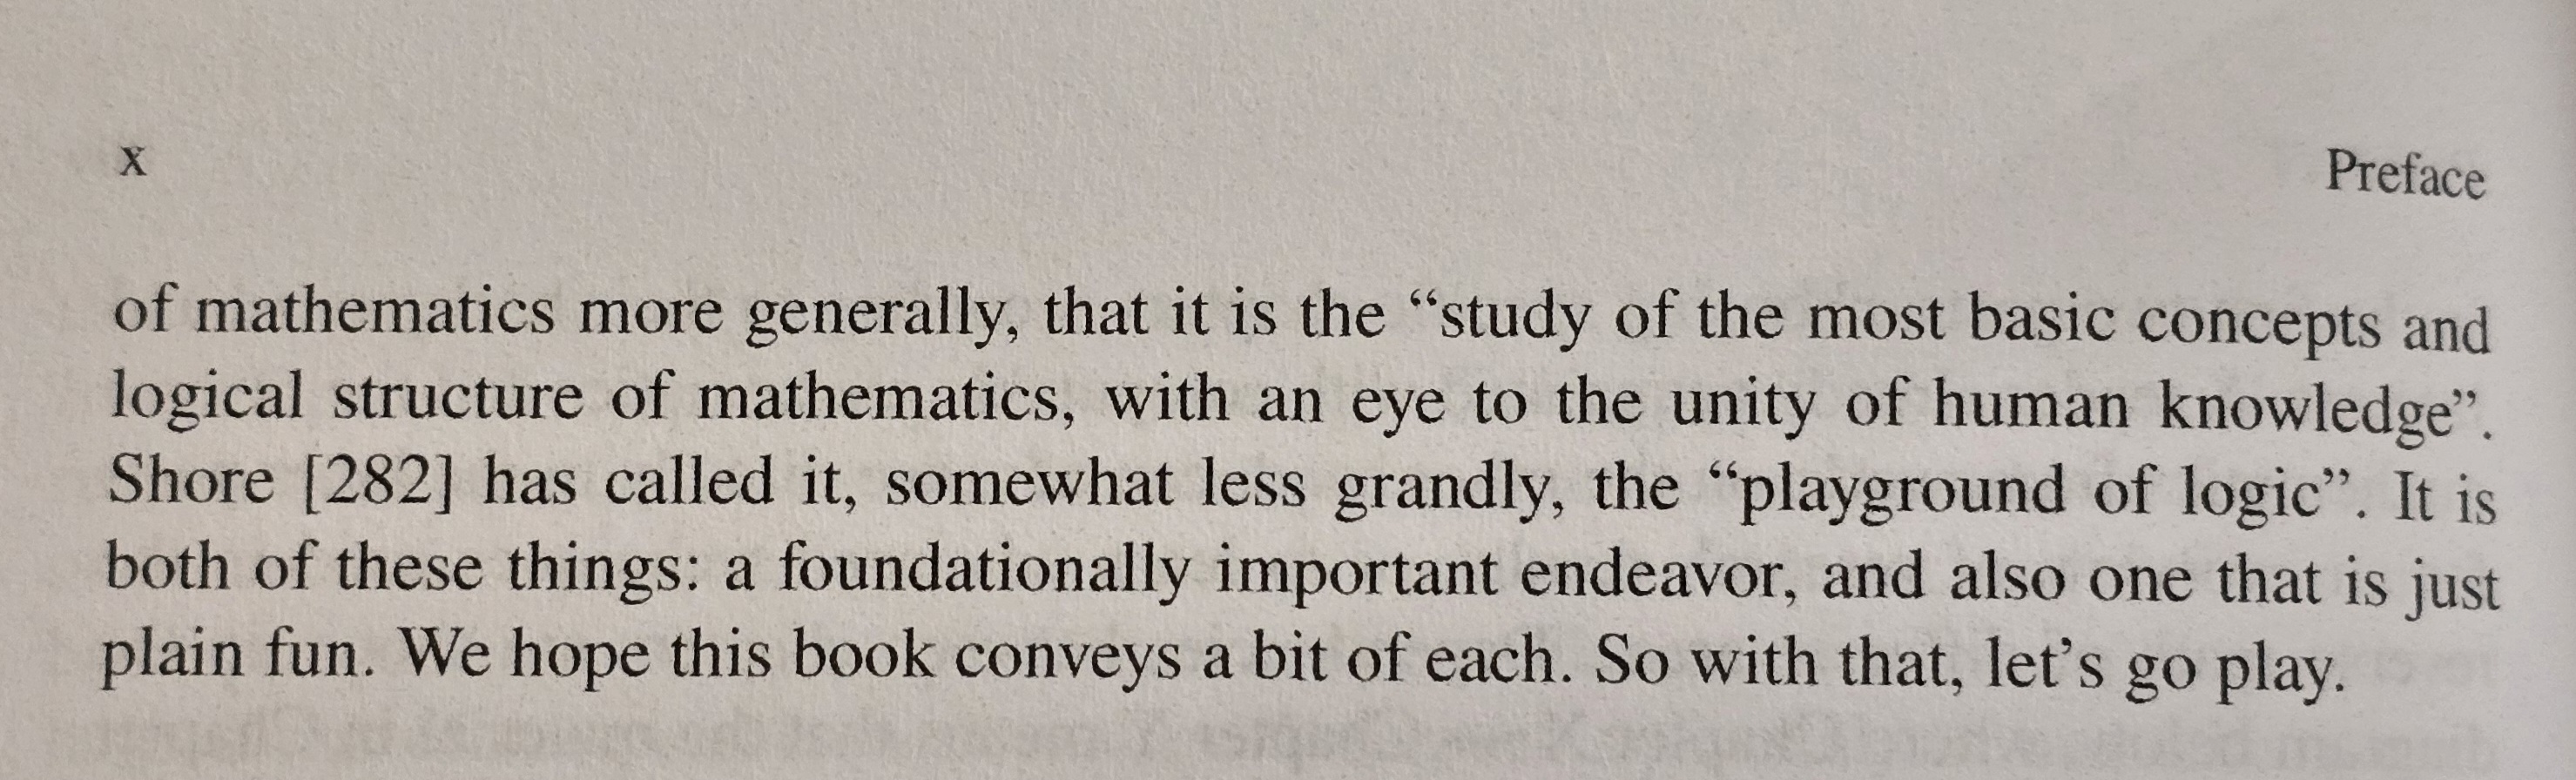 x
Preface
of mathematics more generally, that it is the “study of the most basic concepts and
logical structure of mathematics, with an eye to the unity of human knowledge”.
Shore [282] has called it, somewhat less grandly, the “playground of logic”. It is
both of these things: a foundationally important endeavor, and also one that is just
plain fun. We hope this book conveys a bit of each. So with that, let’s go play.